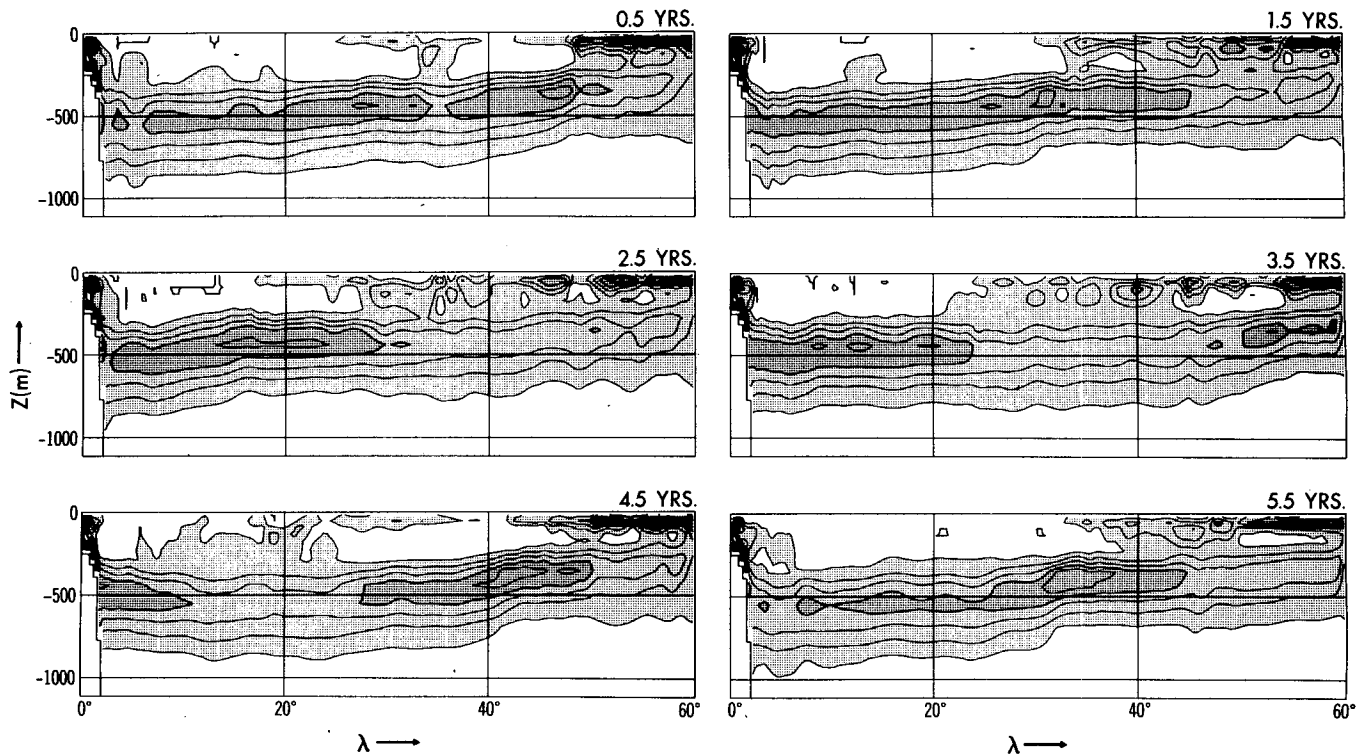 0.5 YRS.
1.5 YRS.
0
-500
-1000
2.5 YRS.
3.5 YRS.
0
-500
-1000
Z(m) →
4.5 YRS.
5.5 YRS.
0
-500
-1000
0° 20° 40° 60°
0° 20° 40° 60°
λ →
λ →